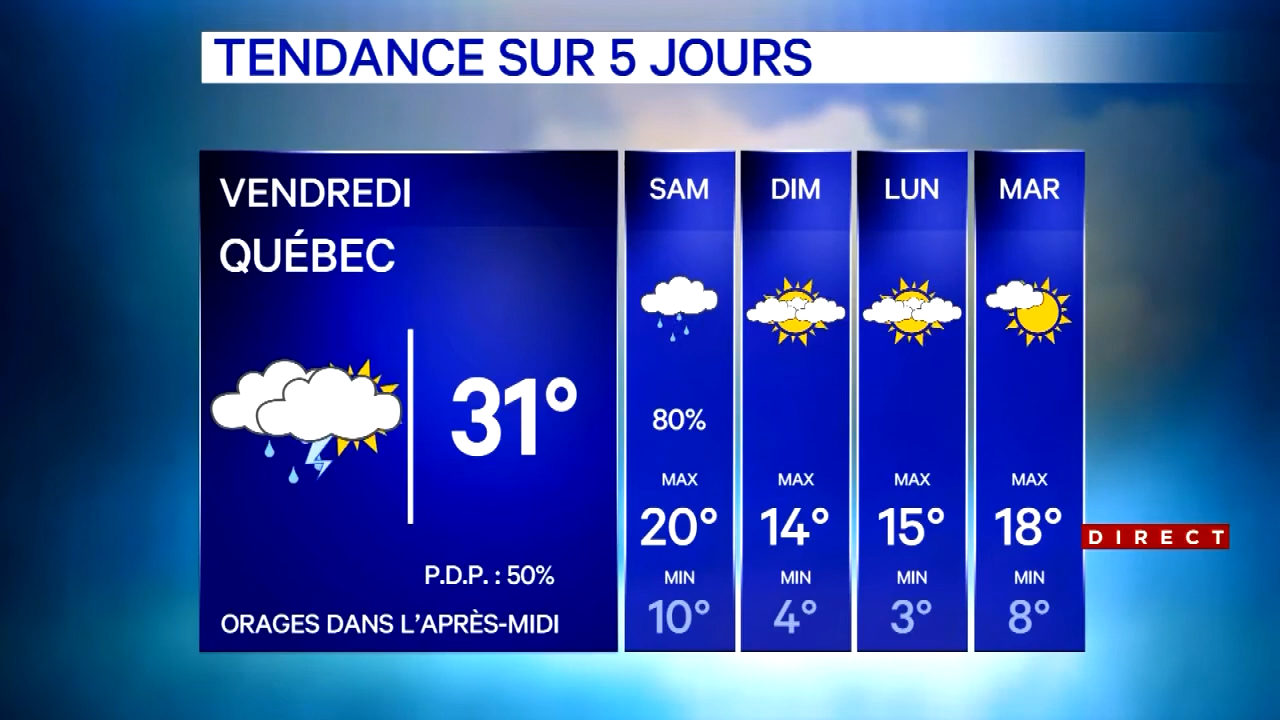 TENDANCE SUR 5 JOURS
VENDREDI
QUÉBEC
31°
P.D.P. : 50%
ORAGES DANS L'APRÈS-MIDI
SAM
80%
MAX
20°
MIN
10°
DIM
MAX
14°
MIN
4°
LUN
MAX
15°
MIN
3°
MAR
MAX
18°
MIN
8°
DIRECT